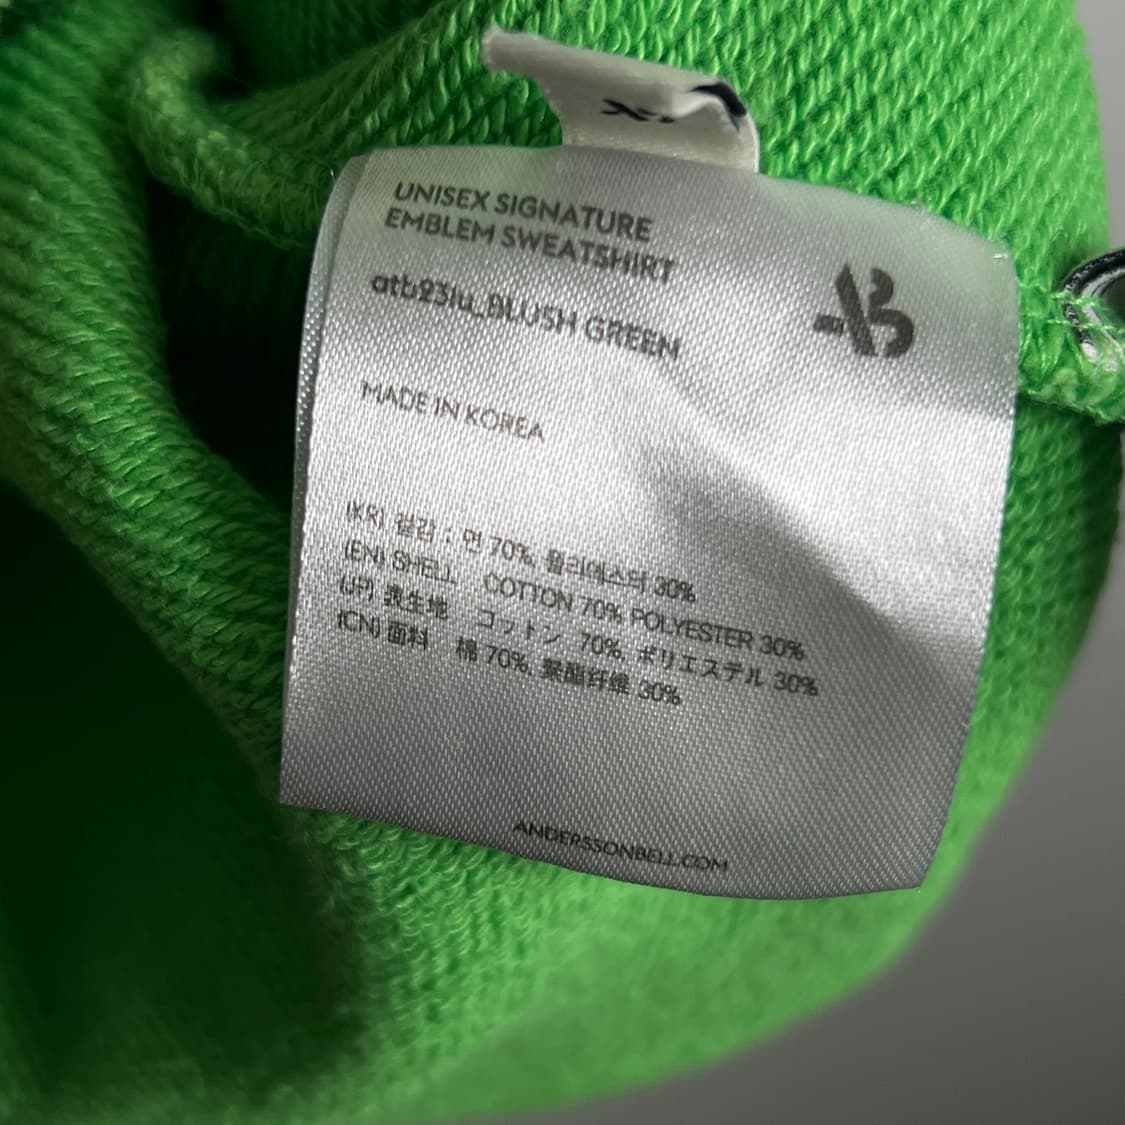 UNISEX SIGNATURE
EMBLEM SWEATSHIRT
atb931u_BLUSH GREEN
MADE IN KOREA
(KR) 겉감 : 면 70%, 폴리에스터 30%
(EN) SHELL COTTON 70% POLYESTER 30%
(JP) 表生地 コットン 70%, ポリエステル 30%
(CN) 面料 棉 70%, 聚酯纤维 30%
ANDERSSONBELL.COM